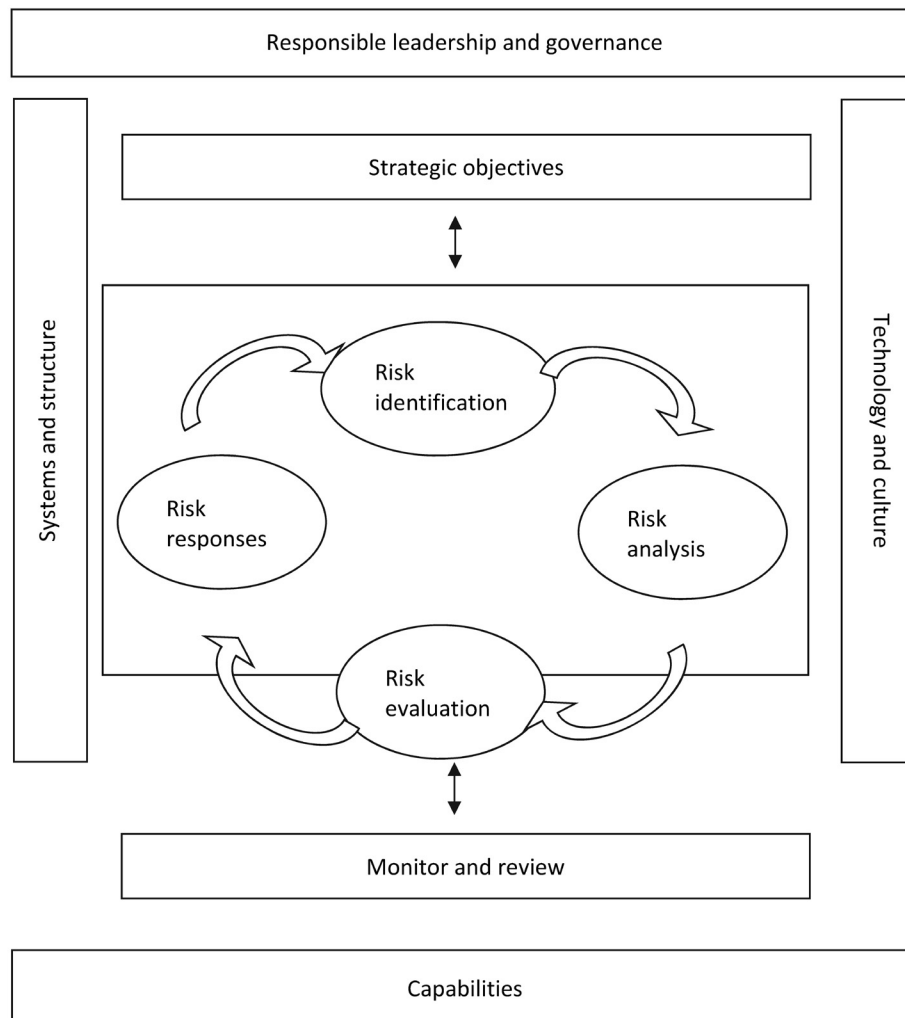 Responsible leadership and governance
Strategic objectives
Systems and structure
Technology and culture
Risk
identification
Risk
responses
Risk
analysis
Risk
evaluation
Monitor and review
Capabilities